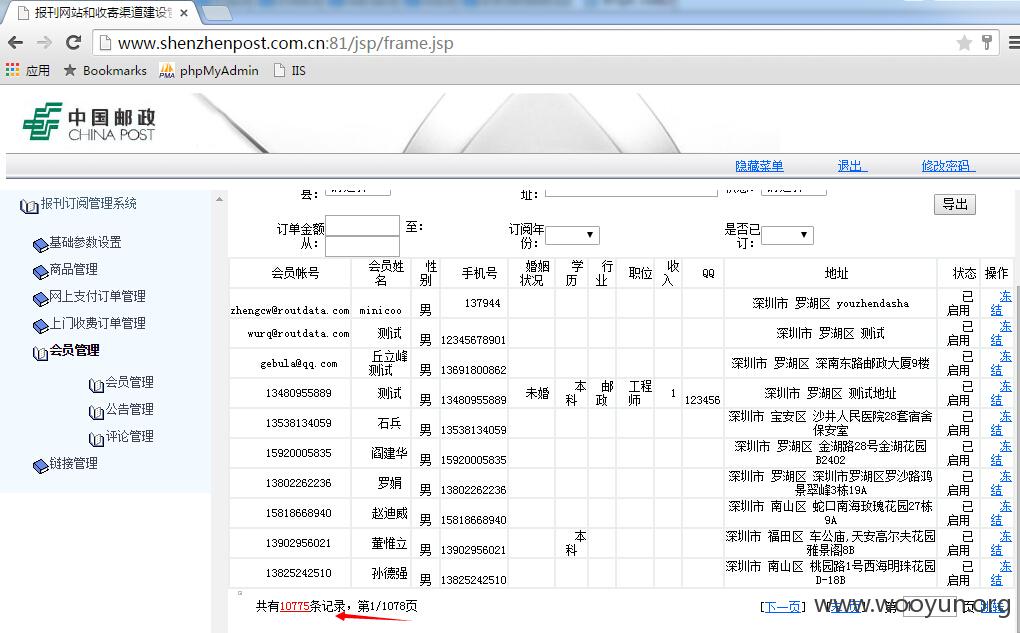 报刊网站和收寄渠道建设管
www.shenzhenpost.com.cn:81/jsp/frame.jsp
应用 Bookmarks phpMyAdmin IIS
中国邮政
CHINA POST
隐藏菜单 退出 修改密码
报刊订阅管理系统
基础参数设置
商品管理
网上支付订单管理
上门收费订单管理
会员管理
会员管理
公告管理
评论管理
链接管理
县: 址: 导出
订单金额从: 至: 订阅年份: 是否已订:
会员帐号 会员姓名 性别 手机号 婚姻状况 学历 行业 职位 收入 QQ 地址 状态 操作
zhengcw@routdata.com minicoo 男 137944 深圳市 罗湖区 youzhendasha 已启用 冻结
wurq@routdata.com 测试 男 12345678901 深圳市 罗湖区 测试 已启用 冻结
gebula@qq.com 丘立峰测试 男 13691800862 深圳市 罗湖区 深南东路邮政大厦9楼 已启用 冻结
13480955889 测试 男 13480955889 未婚 本科 邮政 工程师 1 123456 深圳市 罗湖区 测试地址 已启用 冻结
13538134059 石兵 男 13538134059 深圳市 宝安区 沙井人民医院28套宿舍保安室 已启用 冻结
15920005835 阎建华 男 15920005835 深圳市 罗湖区 金湖路28号金湖花园B2402 已启用 冻结
13802262236 罗娟 男 13802262236 深圳市 罗湖区 深圳市罗湖区罗沙路鸿景翠峰3栋19A 已启用 冻结
15818668940 赵迪威 男 15818668940 深圳市 南山区 蛇口南海玫瑰花园27栋9A 已启用 冻结
13902956021 董惟立 男 13902956021 本科 深圳市 福田区 车公庙,天安高尔夫花园雅景阁8B 已启用 冻结
13825242510 孙德强 男 13825242510 深圳市 南山区 桃园路1号西海明珠花园D-18B 已启用 冻结
共有10775条记录，第1/1078页 [下一页] 第 页
www.wooyun.org